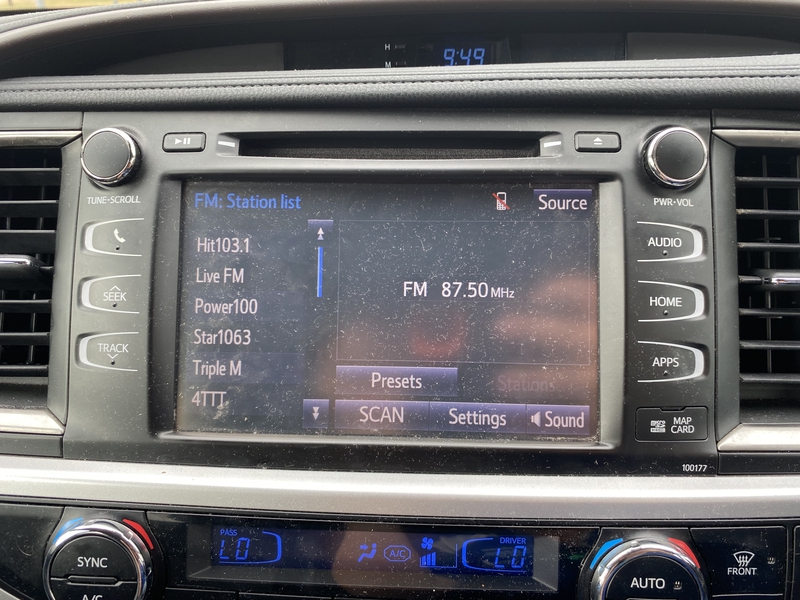 H
M
9:49
TUNE•SCROLL
PWR•VOL
FM: Station list
Source
Hit103.1
Live FM
Power100
Star1063
Triple M
4TTT
FM 87.50 MHz
Presets
Stations
SCAN
Settings
Sound
SEEK
TRACK
AUDIO
HOME
APPS
MAP
CARD
100177
PASS
LO
A/C
DRIVER
LO
SYNC
A/C
AUTO
FRONT